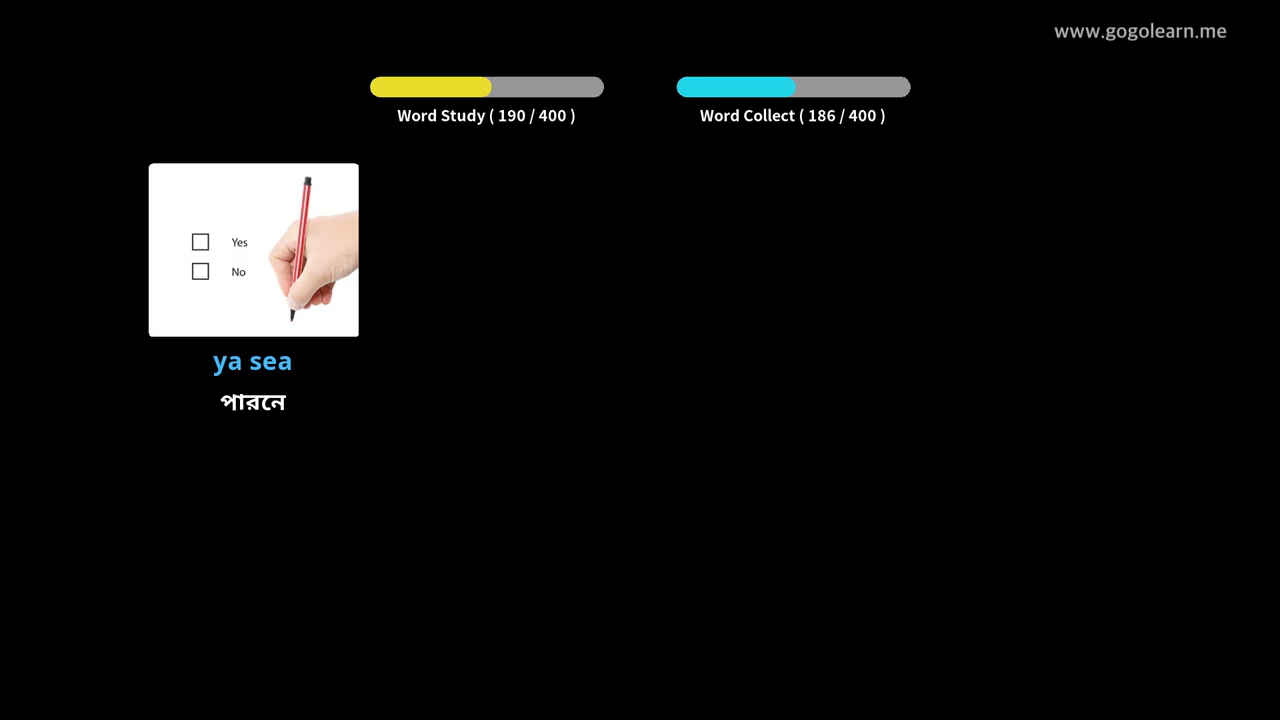 www.gogolearn.me
Word Study ( 190 / 400 )
Word Collect ( 186 / 400 )
Yes
No
ya sea
পারনে